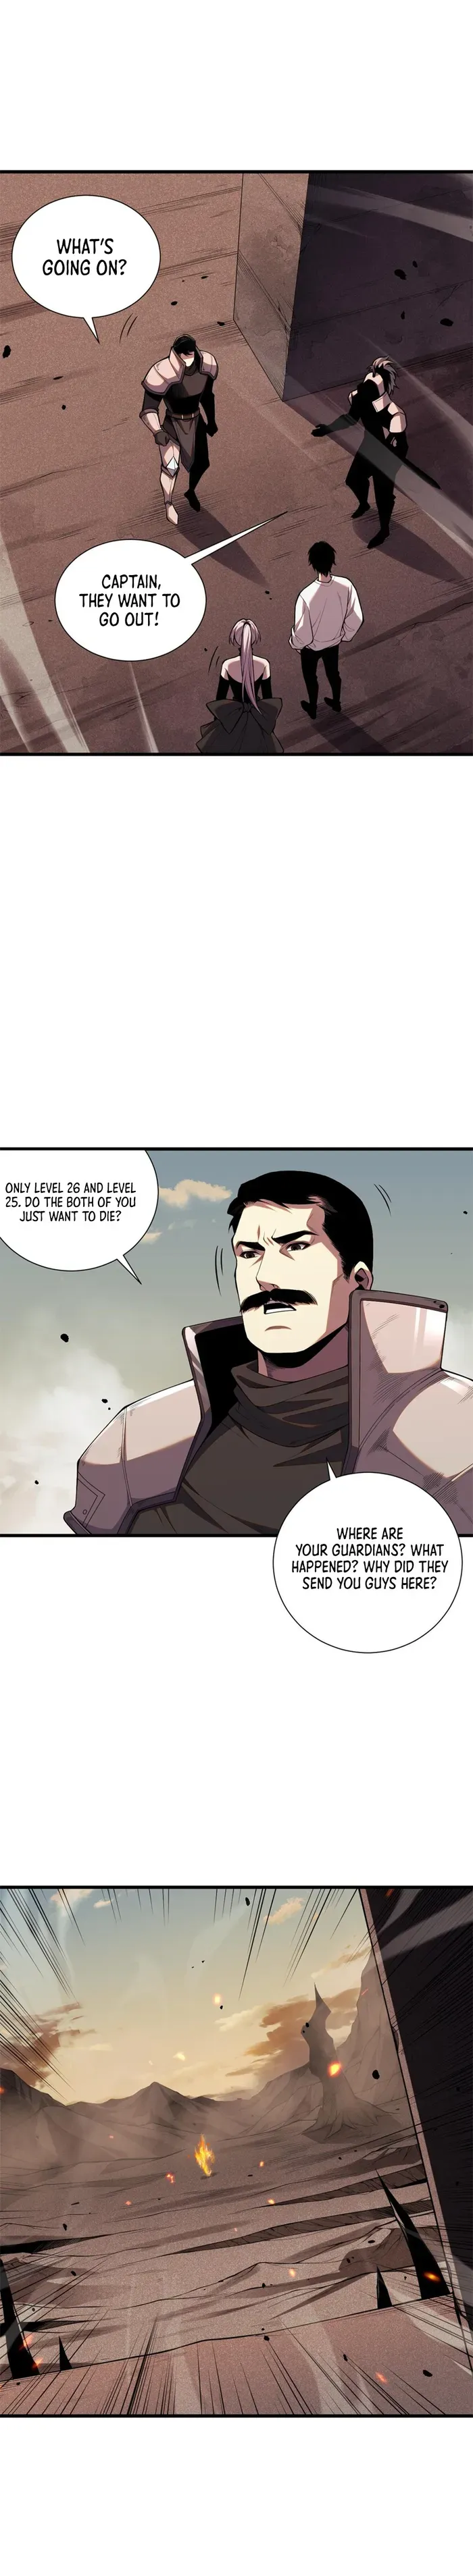 WHAT'S
GOING ON?
CAPTAIN,
THEY WANT TO
GO OUT!
ONLY LEVEL 26 AND LEVEL
25. DO THE BOTH OF YOU
JUST WANT TO DIE?
WHERE ARE
YOUR GUARDIANS? WHAT
HAPPENED? WHY DID THEY
SEND YOU GUYS HERE?